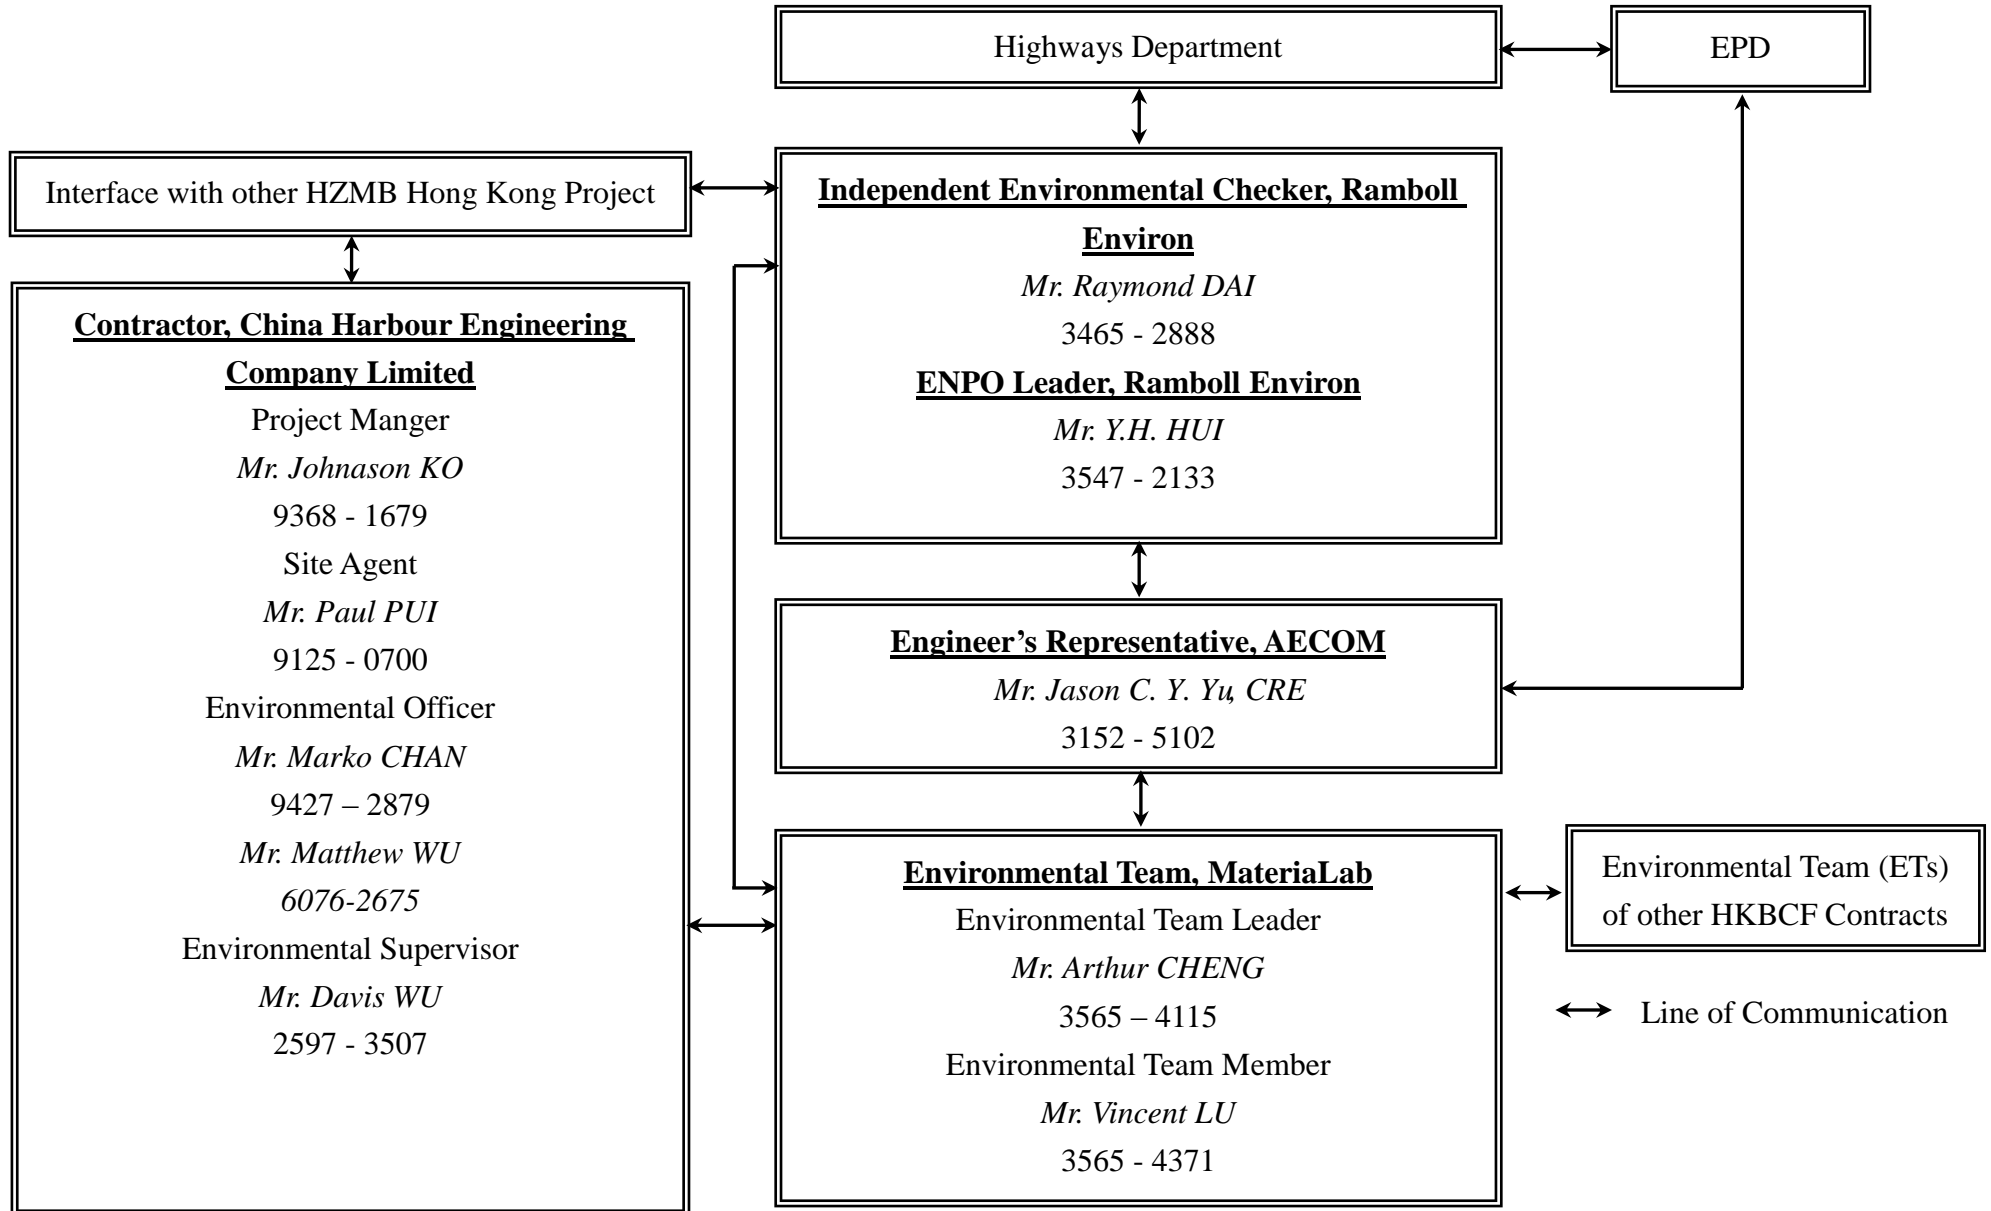 Highways Department
EPD
Interface with other HZMB Hong Kong Project
Independent Environmental Checker, Ramboll
Environ
Mr. Raymond DAI
3465 - 2888
ENPO Leader, Ramboll Environ
Mr. Y.H. HUI
3547 - 2133
Contractor, China Harbour Engineering
Company Limited
Project Manger
Mr. Johnason KO
9368 - 1679
Site Agent
Mr. Paul PUI
9125 - 0700
Environmental Officer
Mr. Marko CHAN
9427 – 2879
Mr. Matthew WU
6076-2675
Environmental Supervisor
Mr. Davis WU
2597 - 3507
Engineer’s Representative, AECOM
Mr. Jason C. Y. Yu, CRE
3152 - 5102
Environmental Team, MateriaLab
Environmental Team Leader
Mr. Arthur CHENG
3565 – 4115
Environmental Team Member
Mr. Vincent LU
3565 - 4371
Environmental Team (ETs)
of other HKBCF Contracts
Line of Communication